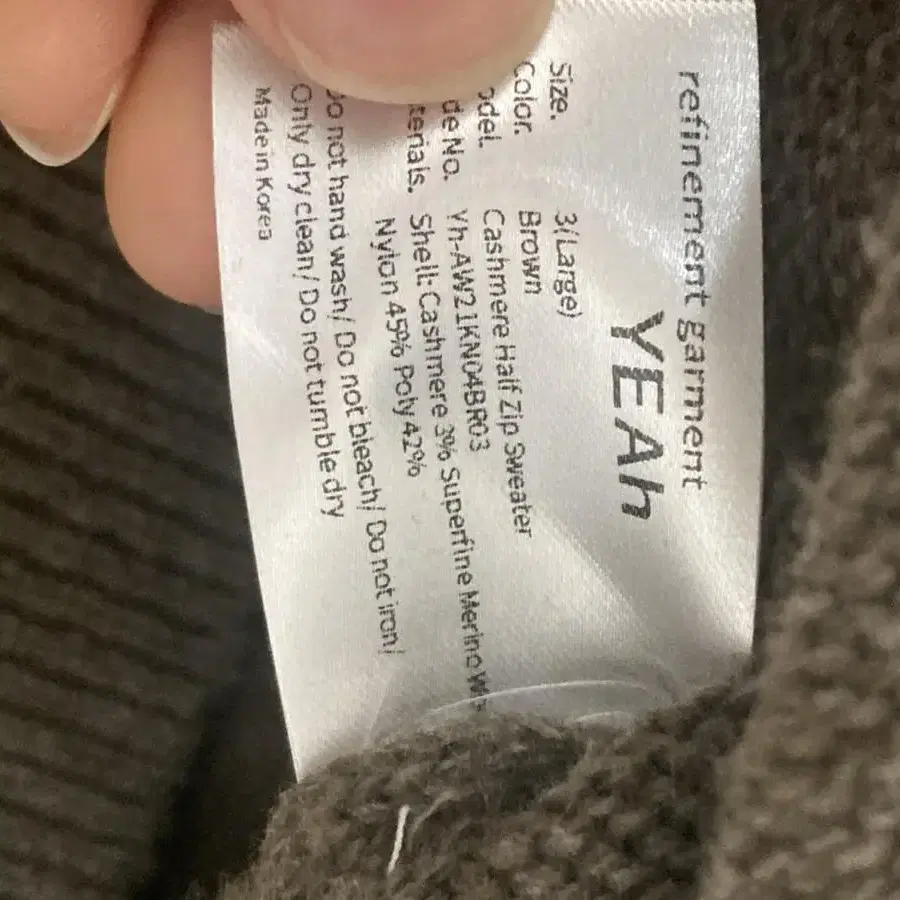 refinement garment
YEAh
Size. 3(Large)
Color. Brown
odel. Cashmere Half Zip Sweater
de No. Yh-AW21KN04BR03
terials. Shell: Cashmere 3% Superfine Merino W
Nylon 45% Poly 42%
Do not hand wash/ Do not bleach/ Do not iron/
Only dry clean/ Do not tumble dry
Made in Korea